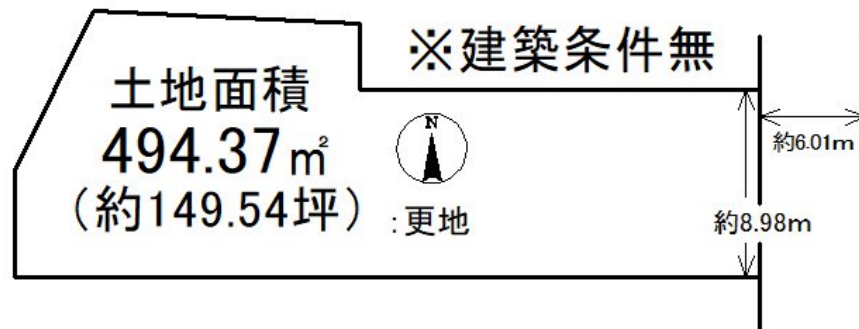 ※建築条件無
土地面積
494.37㎡
（約149.54坪）
N
:更地
約6.01m
約8.98m